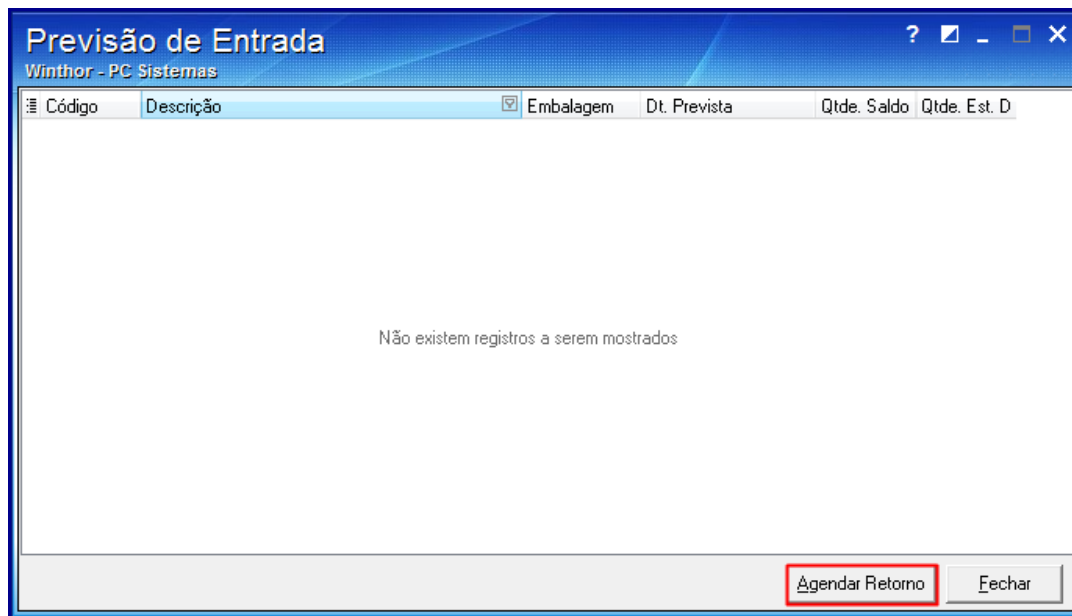 Previsão de Entrada
Winthor - PC Sistemas
Código Descrição Embalagem Dt. Prevista Qtde. Saldo Qtde. Est. D
Não existem registros a serem mostrados
Agendar Retorno Fechar